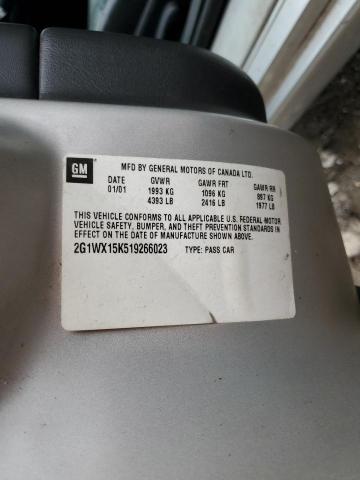 GM
MFD BY GENERAL MOTORS OF CANADA LTD.
DATE GVWR GAWR FRT GAWR RR
01/01 1993 KG 1096 KG 897 KG
4393 LB 2416 LB 1977 LB
THIS VEHICLE CONFORMS TO ALL APPLICABLE U.S. FEDERAL-MOTOR
VEHICLE SAFETY, BUMPER, AND THEFT PREVENTION STANDARDS IN
EFFECT ON THE DATE OF MANUFACTURE SHOWN ABOVE.
2G1WX15K519266023 TYPE: PASS CAR